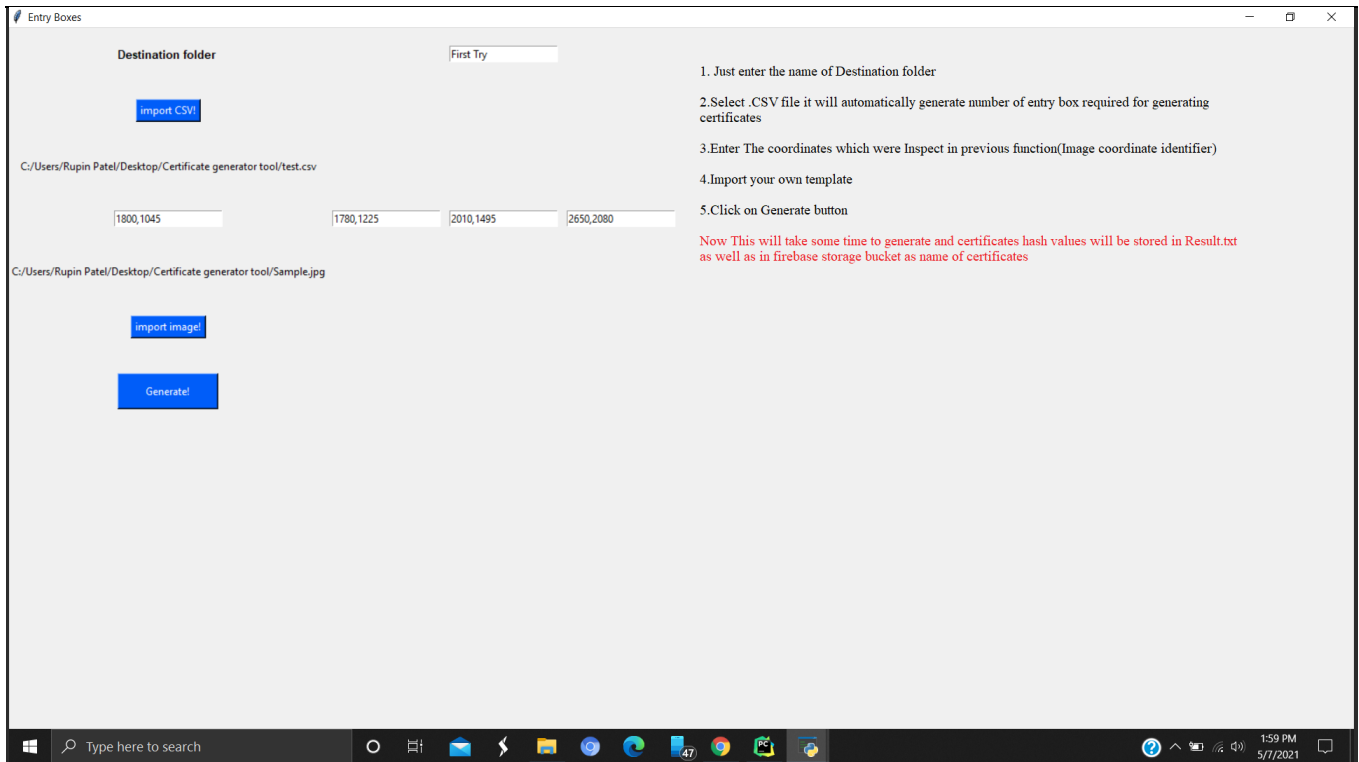 Entry Boxes
Destination folder
First Try
import CSV!
C:/Users/Rupin Patel/Desktop/Certificate generator tool/test.csv
1800,1045
1780,1225
2010,1495
2650,2080
C:/Users/Rupin Patel/Desktop/Certificate generator tool/Sample.jpg
import image!
Generate!
1. Just enter the name of Destination folder
2.Select .CSV file it will automatically generate number of entry box required for generating
certificates
3.Enter The coordinates which were Inspect in previous function(Image coordinate identifier)
4.Import your own template
5.Click on Generate button
Now This will take some time to generate and certificates hash values will be stored in Result.txt
as well as in firebase storage bucket as name of certificates
Type here to search
47
PC
1:59 PM
5/7/2021